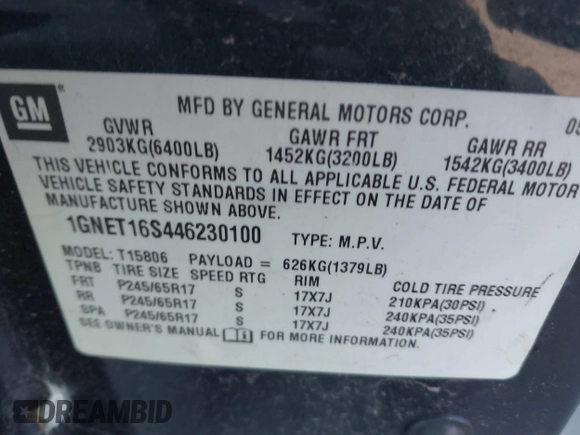 GM
MFD BY GENERAL MOTORS CORP. 05
GVWR GAWR FRT GAWR RR
2903KG(6400LB) 1452KG(3200LB) 1542KG(3400LB)
THIS VEHICLE CONFORMS TO ALL APPLICABLE U.S. FEDERAL MOTOR
VEHICLE SAFETY STANDARDS IN EFFECT ON THE DATE OF
MANUFACTURE SHOWN ABOVE.
1GNET16S446230100 TYPE: M.P.V.
MODEL: T15806 PAYLOAD = 626KG(1379LB)
TPNB TIRE SIZE SPEED RTG RIM COLD TIRE PRESSURE
FRT P245/65R17 S 17X7J 210KPA(30PSI)
RR P245/65R17 S 17X7J 240KPA(35PSI)
SPA P245/65R17 S 17X7J 240KPA(35PSI)
SEE OWNER'S MANUAL FOR MORE INFORMATION.
DREAMBID